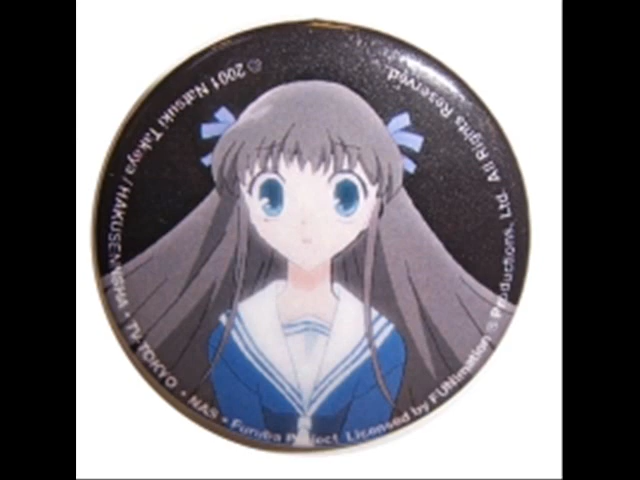 © 2001 Natsuki Takaya / HAKUSENSHA • TV TOKYO • NAS • Furuba Project. Licensed by FUNimation ® Productions, Ltd. All Rights Reserved.